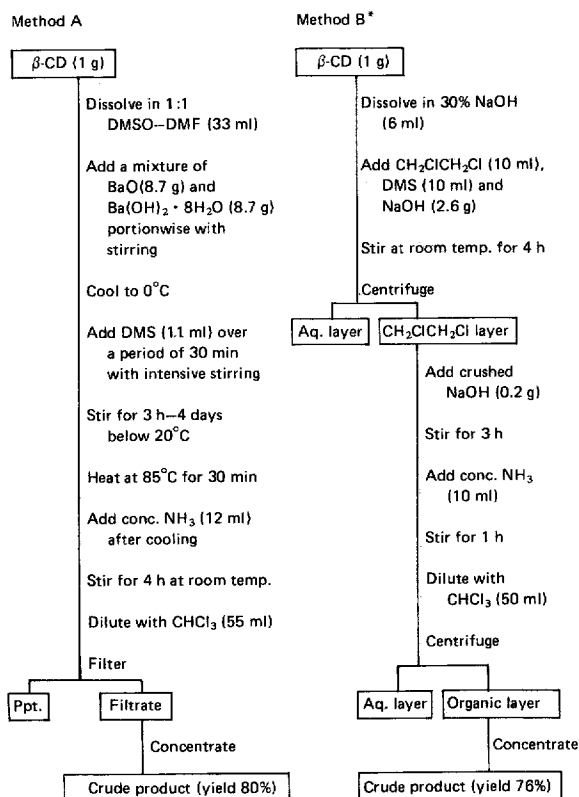 Method A
β-CD (1 g)
Dissolve in 1:1
DMSO–DMF (33 ml)
Add a mixture of
BaO(8.7 g) and
Ba(OH)₂ · 8H₂O (8.7 g)
portionwise with
stirring
Cool to 0°C
Add DMS (1.1 ml) over
a period of 30 min
with intensive stirring
Stir for 3 h–4 days
below 20°C
Heat at 85°C for 30 min
Add conc. NH₃ (12 ml)
after cooling
Stir for 4 h at room temp.
Dilute with CHCl₃ (55 ml)
Filter
Ppt.
Filtrate
Concentrate
Crude product (yield 80%)
Method B*
β-CD (1 g)
Dissolve in 30% NaOH
(6 ml)
Add CH₂ClCH₂Cl (10 ml),
DMS (10 ml) and
NaOH (2.6 g)
Stir at room temp. for 4 h
Centrifuge
Aq. layer
CH₂ClCH₂Cl layer
Add crushed
NaOH (0.2 g)
Stir for 3 h
Add conc. NH₃
(10 ml)
Stir for 1 h
Dilute with
CHCl₃ (50 ml)
Centrifuge
Aq. layer
Organic layer
Concentrate
Crude product (yield 76%)